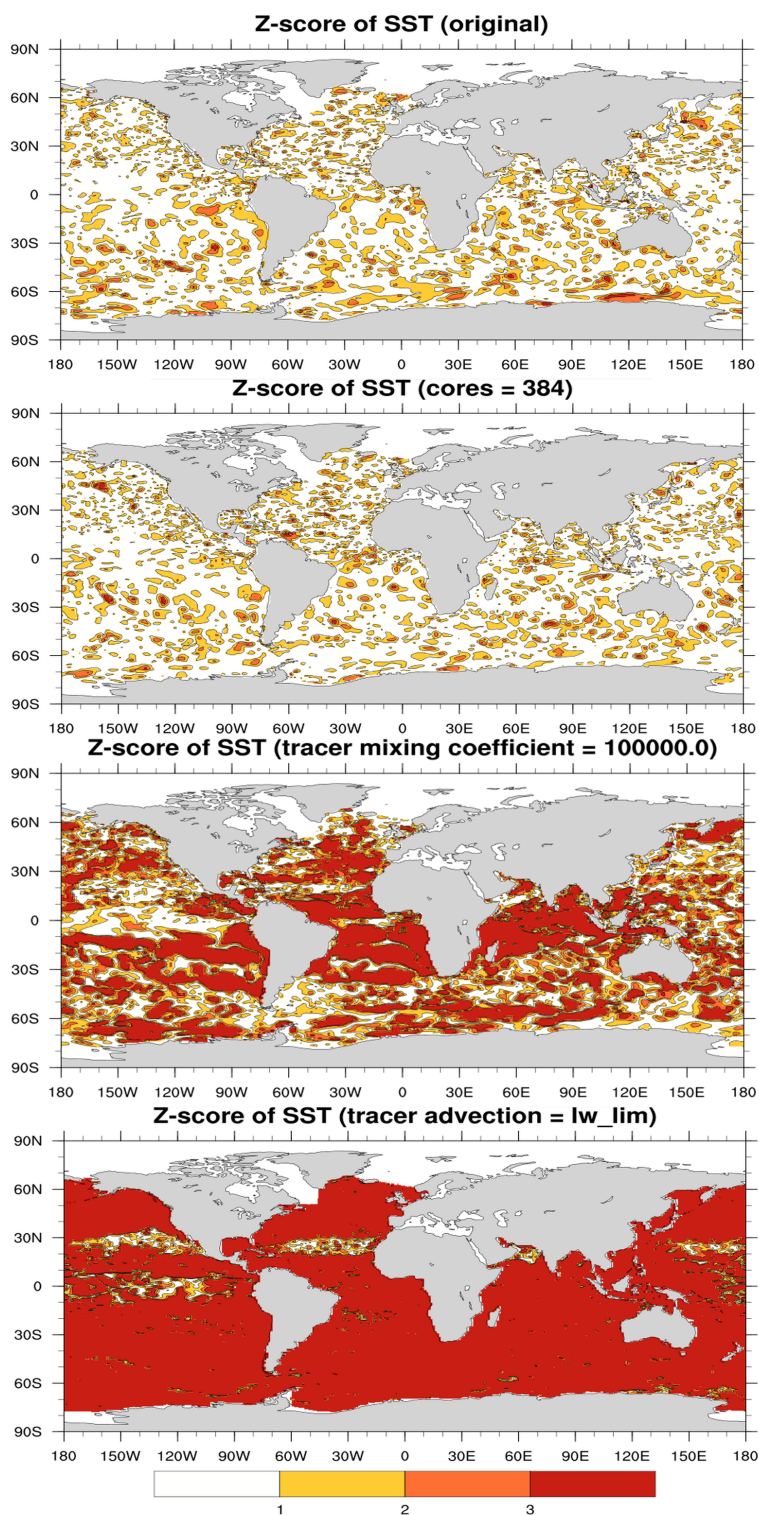 Z-score of SST (original)
90N
60N
30N
0
30S
60S
90S
180 150W 120W 90W 60W 30W 0 30E 60E 90E 120E 150E 180
Z-score of SST (cores = 384)
90N
60N
30N
0
30S
60S
90S
180 150W 120W 90W 60W 30W 0 30E 60E 90E 120E 150E 180
Z-score of SST (tracer mixing coefficient = 100000.0)
90N
60N
30N
0
30S
60S
90S
180 150W 120W 90W 60W 30W 0 30E 60E 90E 120E 150E 180
Z-score of SST (tracer advection = lw_lim)
90N
60N
30N
0
30S
60S
90S
180 150W 120W 90W 60W 30W 0 30E 60E 90E 120E 150E 180
1 2 3